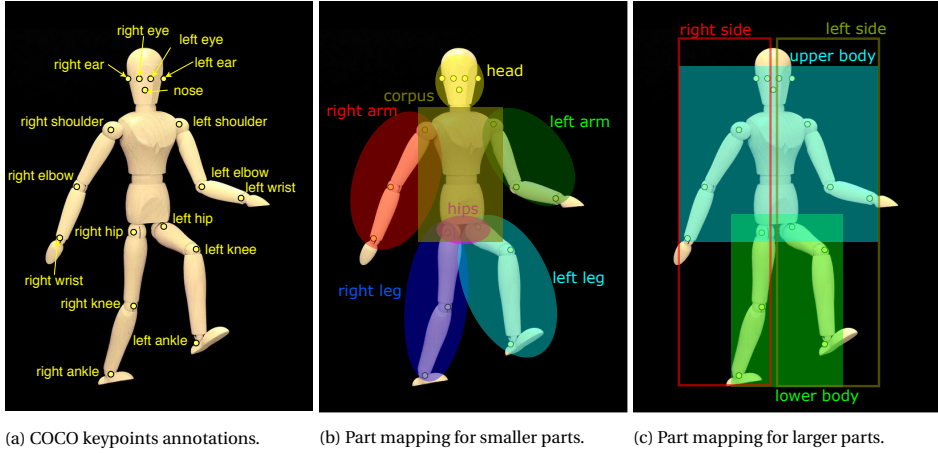 right eye
left eye
right ear
left ear
nose
right shoulder
left shoulder
right elbow
left elbow
left wrist
left hip
right hip
left knee
right wrist
right knee
left ankle
right ankle
head
corpus
right arm
left arm
hips
right leg
left leg
right side
left side
upper body
lower body
(a) COCO keypoints annotations.
(b) Part mapping for smaller parts.
(c) Part mapping for larger parts.